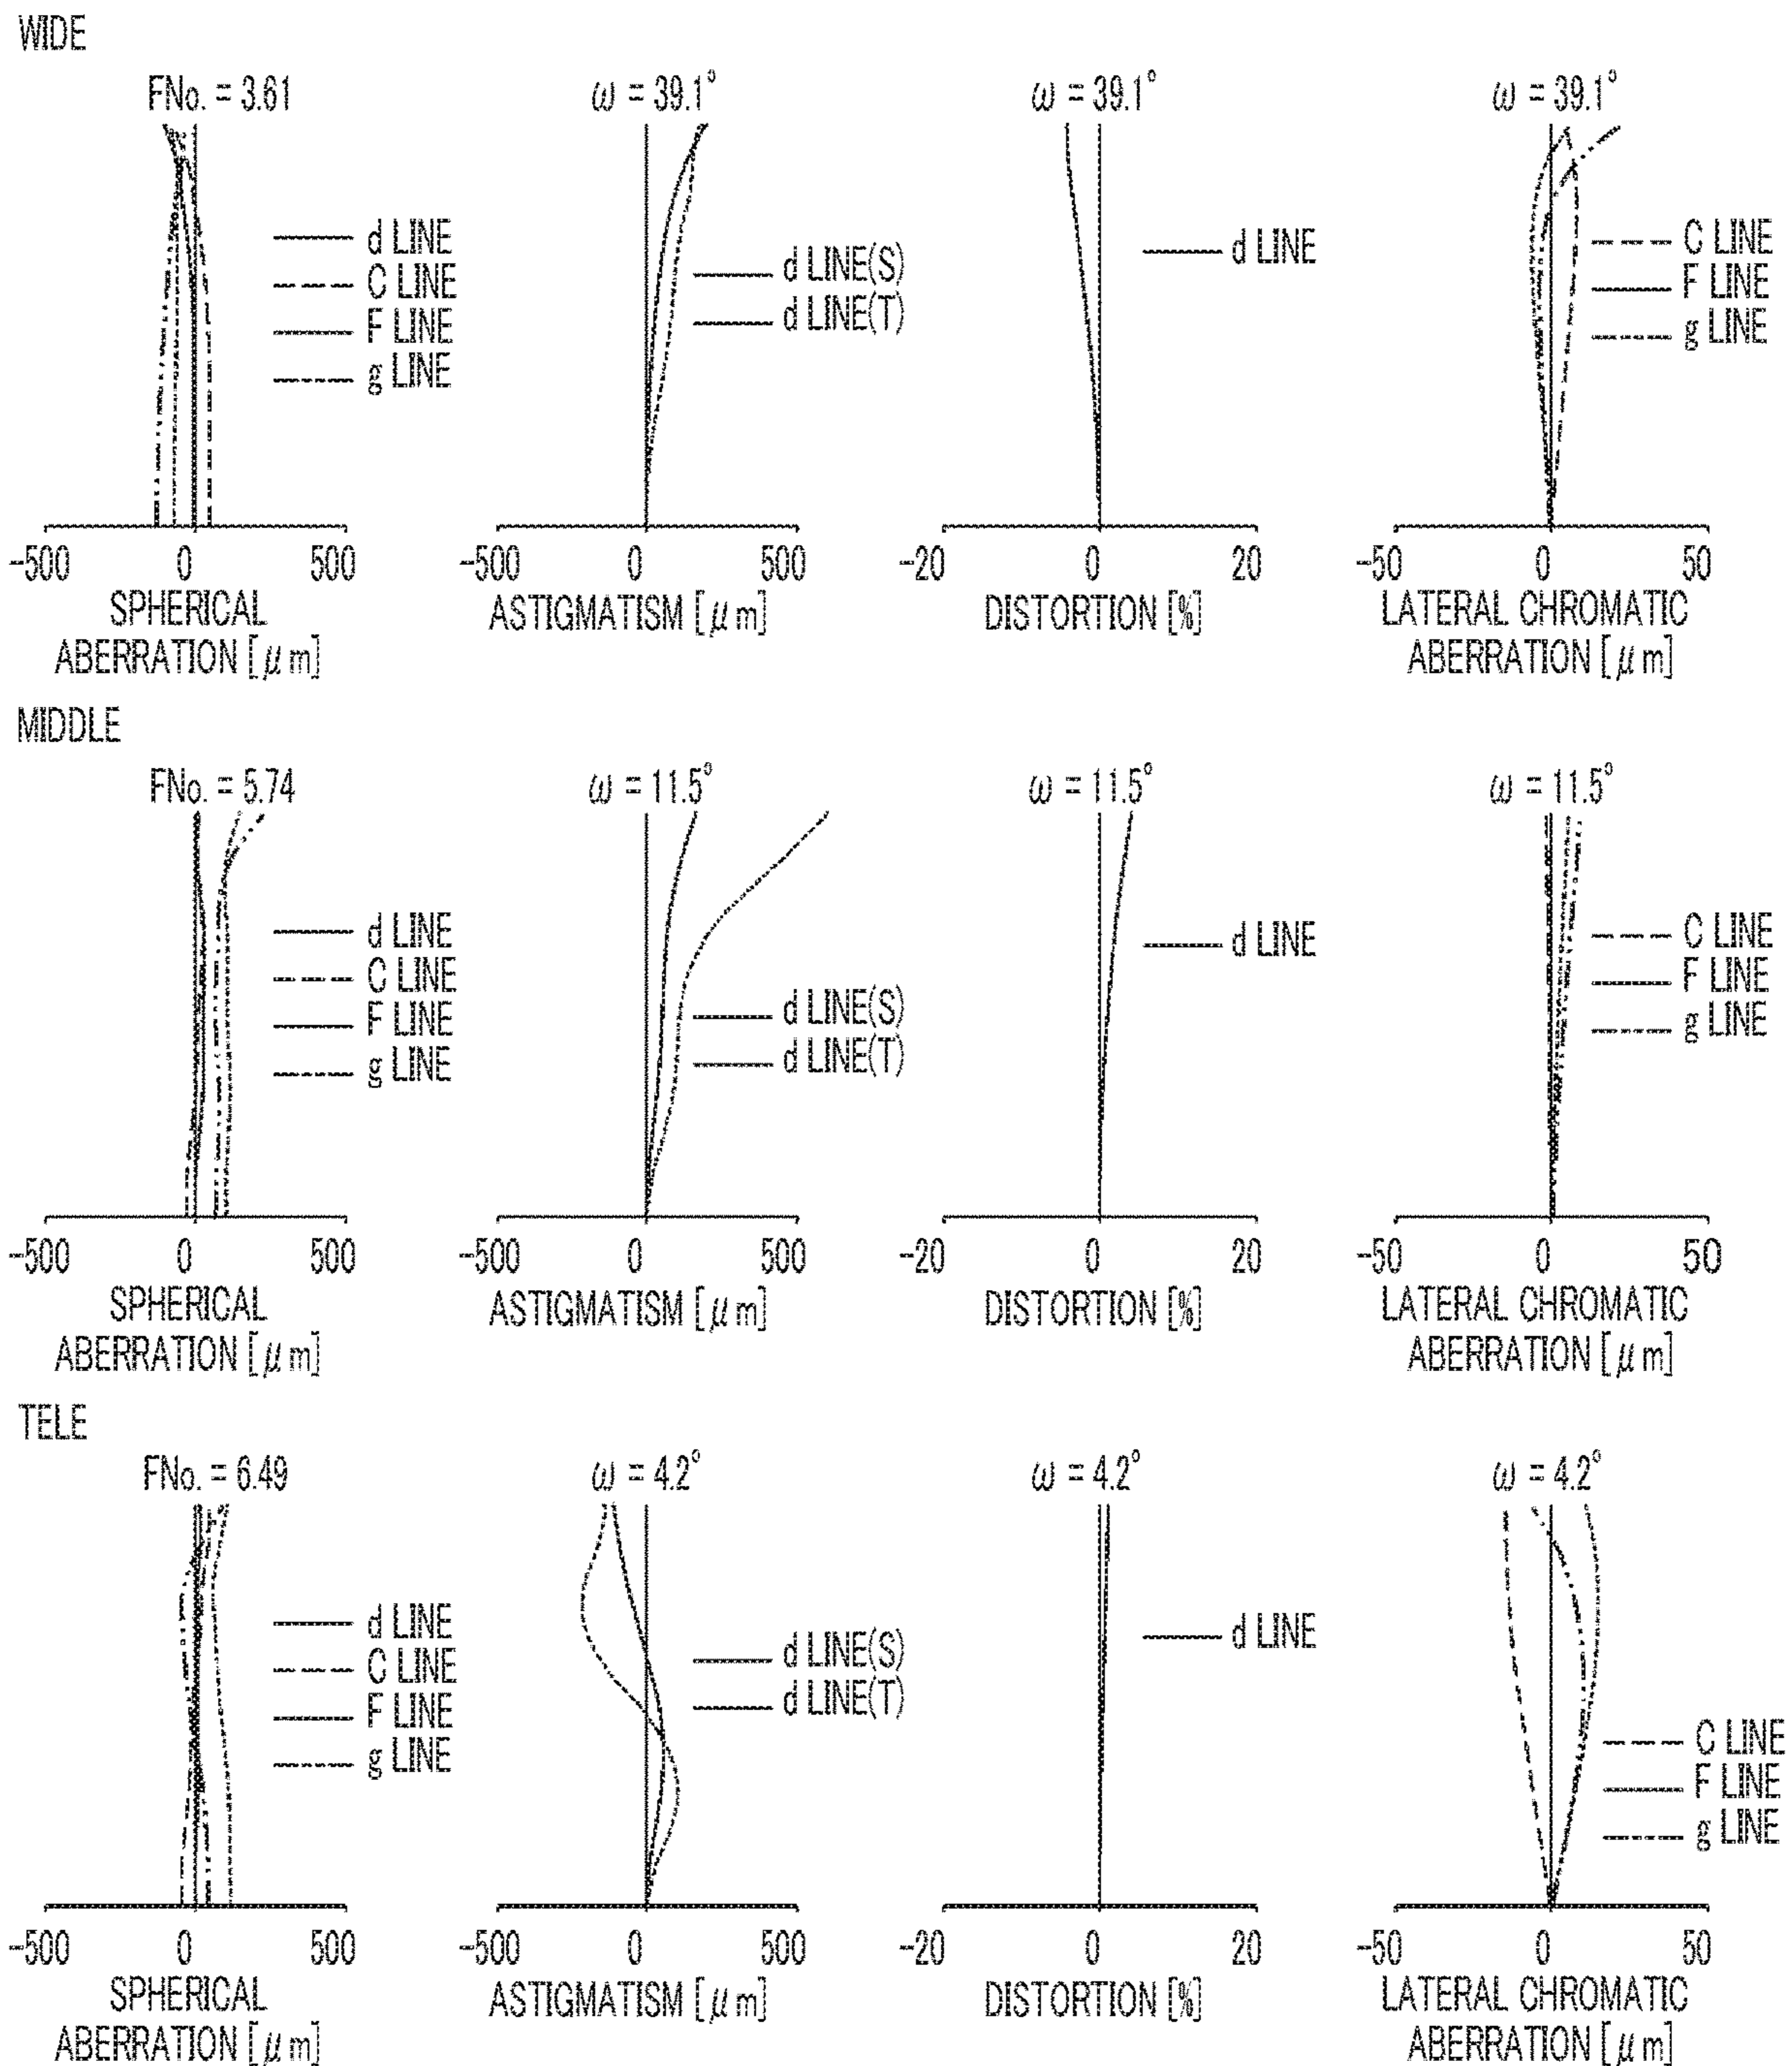 WIDE
FNo. = 3.61
d LINE
C LINE
F LINE
g LINE
-500 0 500
SPHERICAL
ABERRATION [μm]
ω = 39.1°
d LINE(S)
d LINE(T)
-500 0 500
ASTIGMATISM [μm]
ω = 39.1°
d LINE
-20 0 20
DISTORTION [%]
ω = 39.1°
C LINE
F LINE
g LINE
-50 0 50
LATERAL CHROMATIC
ABERRATION [μm]
MIDDLE
FNo. = 5.74
d LINE
C LINE
F LINE
g LINE
-500 0 500
SPHERICAL
ABERRATION [μm]
ω = 11.5°
d LINE(S)
d LINE(T)
-500 0 500
ASTIGMATISM [μm]
ω = 11.5°
d LINE
-20 0 20
DISTORTION [%]
ω = 11.5°
C LINE
F LINE
g LINE
-50 0 50
LATERAL CHROMATIC
ABERRATION [μm]
TELE
FNo. = 6.49
d LINE
C LINE
F LINE
g LINE
-500 0 500
SPHERICAL
ABERRATION [μm]
ω = 4.2°
d LINE(S)
d LINE(T)
-500 0 500
ASTIGMATISM [μm]
ω = 4.2°
d LINE
-20 0 20
DISTORTION [%]
ω = 4.2°
C LINE
F LINE
g LINE
-50 0 50
LATERAL CHROMATIC
ABERRATION [μm]